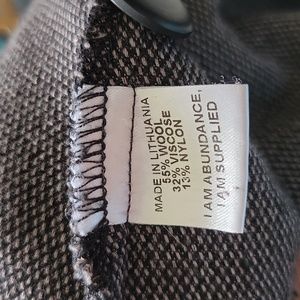 MADE IN LITHUANIA
55% WOOL
32% VISCOSE
13% NYLON
I AM ABUNDANCE,
I AM SUPPLIED